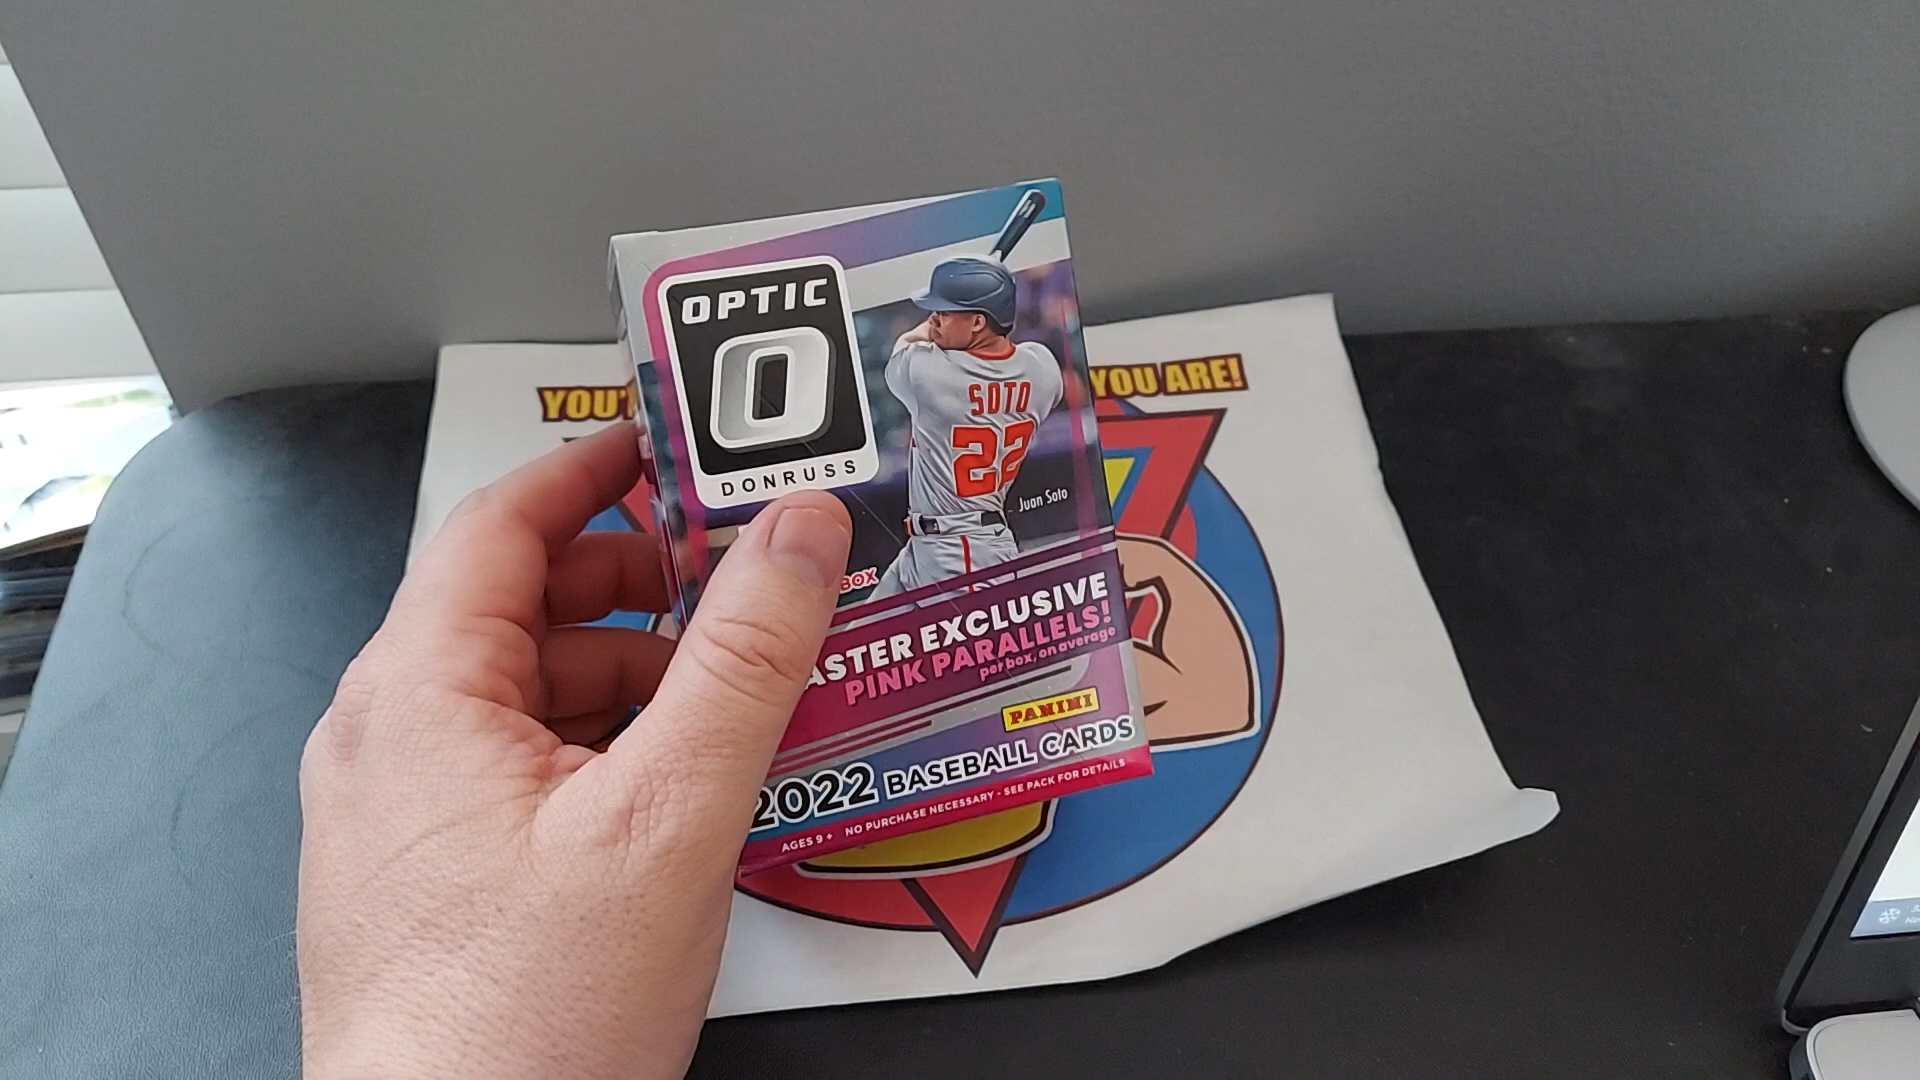 OPTIC
O
DONRUSS
SOTO
22
Juan Soto
YOU'
YOU ARE!
BOX
ASTER EXCLUSIVE
PINK PARALLELS!
per box, on average
PANINI
2022 BASEBALL CARDS
AGES 9+ NO PURCHASE NECESSARY - SEE PACK FOR DETAILS